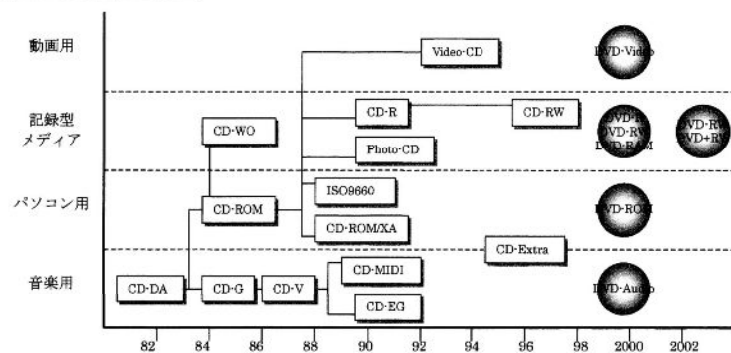 動画用
Video-CD
DVD-Video
記録型
メディア
CD-WO
CD-R
CD-RW
Photo-CD
DVD-R
DVD-RW
DVD-RAM
DVD-RW
DVD+RW
パソコン用
CD-ROM
ISO9660
CD-ROM/XA
DVD-ROM
CD-Extra
音楽用
CD-DA
CD-G
CD-V
CD-MIDI
CD-EG
DVD-Audio
82 84 86 88 90 92 94 96 98 2000 2002